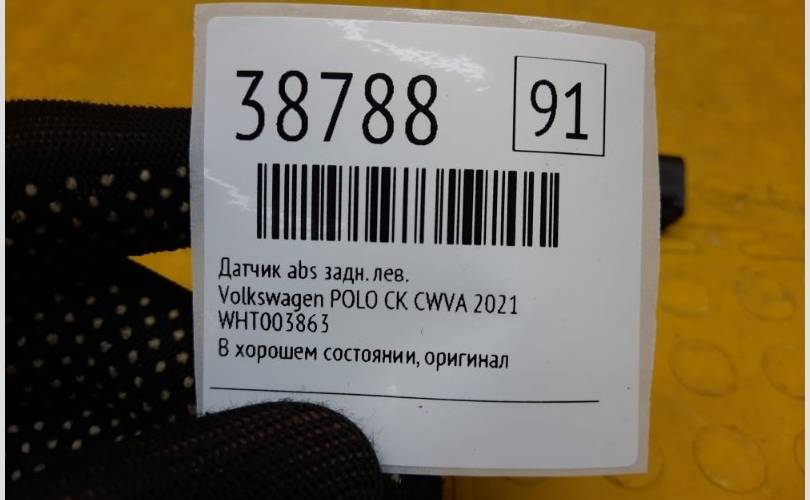 38788 91
Датчик abs задн. лев.
Volkswagen POLO CK CWVA 2021
WHT003863
В хорошем состоянии, оригинал